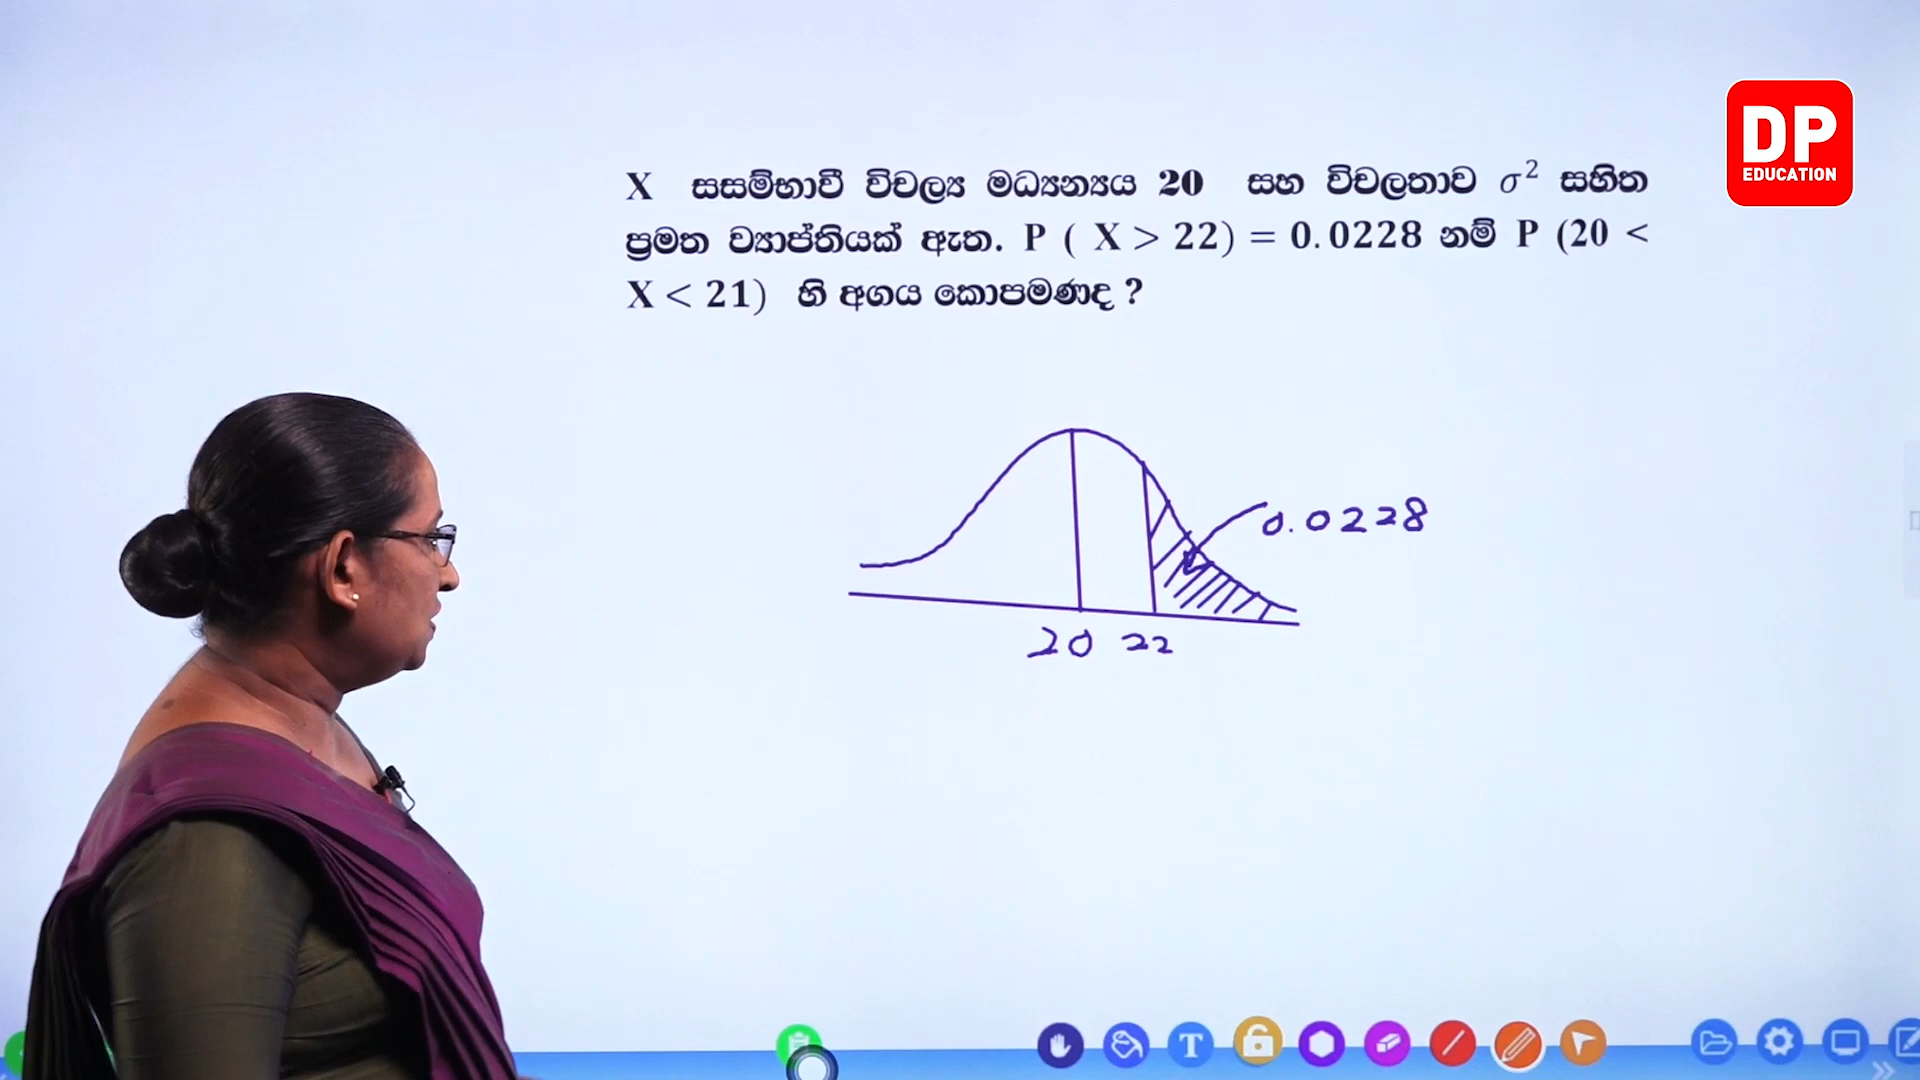 DP
EDUCATION
X සසම්භාවී විචල්‍ය මධ්‍යන්‍යය 20 සහ විචලතාව σ² සහිත
ප්‍රමත ව්‍යාප්තියක් ඇත. P ( X > 22) = 0.0228 නම් P (20 <
X < 21) හි අගය කොපමණද ?
0.0228
20 22
T